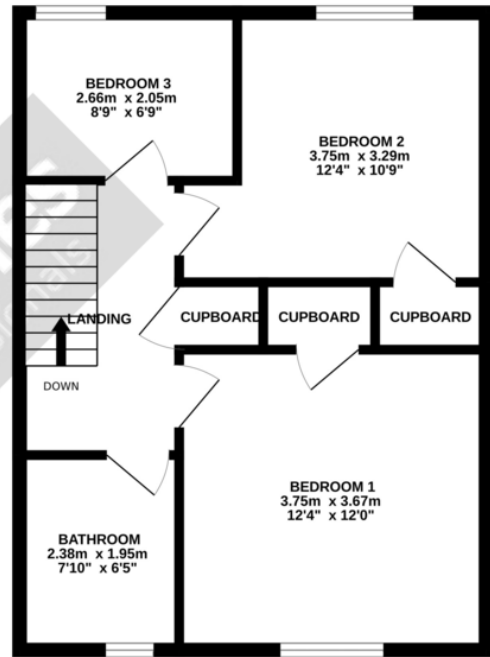 BEDROOM 3
2.66m x 2.05m
8'9" x 6'9"
BEDROOM 2
3.75m x 3.29m
12'4" x 10'9"
LANDING
CUPBOARD
CUPBOARD
CUPBOARD
DOWN
BEDROOM 1
3.75m x 3.67m
12'4" x 12'0"
BATHROOM
2.38m x 1.95m
7'10" x 6'5"